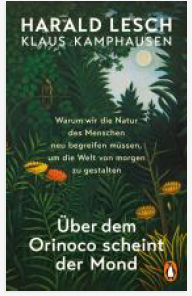 HARALD LESCH
KLAUS KAMPHAUSEN
Warum wir die Natur
des Menschen
neu begreifen müssen,
um die Welt von morgen
zu gestalten
Über dem
Orinoco scheint
der Mond